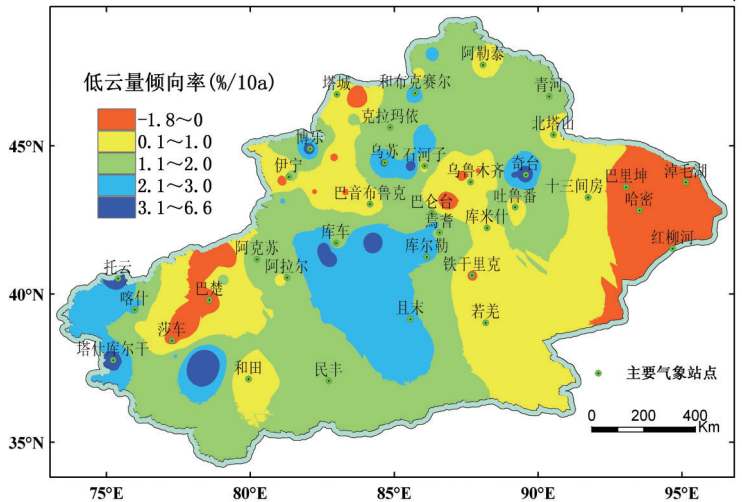 低云量倾向率(%/10a)
-1.8～0
0.1～1.0
1.1～2.0
2.1～3.0
3.1～6.6
阿勒泰
塔城
和布克赛尔
青河
克拉玛依
北塔山
45°N
45°N
博乐
乌苏
石河子
伊宁
乌鲁木齐
奇台
巴里坤
淖毛湖
十三间房
巴音布鲁克
巴仑台
吐鲁番
哈密
焉耆
库米什
库车
红柳河
阿克苏
库尔勒
阿拉尔
铁干里克
托云
40°N
40°N
巴楚
喀什
且末
若羌
莎车
塔什库尔干
和田
民丰
主要气象站点
0 200 400
Km
35°N
35°N
75°E
80°E
85°E
90°E
95°E